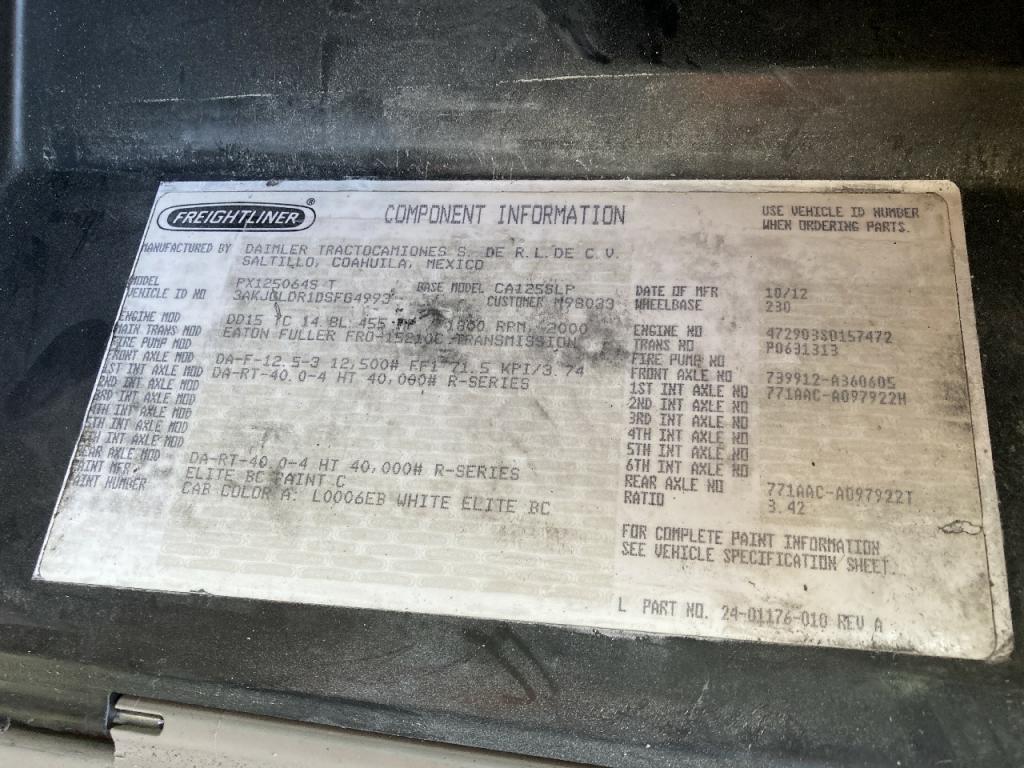 FREIGHTLINER®
COMPONENT INFORMATION
USE VEHICLE ID NUMBER
WHEN ORDERING PARTS.
MANUFACTURED BY DAIMLER TRACTOCAMIONES S. DE R.L. DE C.V.
SALTILLO, COAHUILA, MEXICO
MODEL PX125064S T BASE MODEL CA125SLP
VEHICLE ID NO CUSTOMER M98033
ENGINE MOD DD15 TC 14 BL 455 1800 RPM, 2000
MAIN TRANS MOD EATON FULLER TRANSMISSION
FIRE PUMP MOD
FRONT AXLE MOD DA-F-12.5-3 12,500# FF1 71.5 KPI/3.74
1ST INT AXLE MOD DA-RT-40.0-4 HT 40,000# R-SERIES
2ND INT AXLE MOD
3RD INT AXLE MOD
4TH INT AXLE MOD
5TH INT AXLE MOD
INT AXLE MOD
REAR AXLE MOD DA-RT-40.0-4 HT 40,000# R-SERIES
PAINT MFR ELITE BC PAINT C
PAINT NUMBER CAB COLOR A: L0006EB WHITE ELITE BC
DATE OF MFR 10/12
WHEELBASE 230
ENGINE NO 472903S0157472
TRANS NO P0631313
FIRE PUMP NO
FRONT AXLE NO 739912-A360605
1ST INT AXLE NO 771AAC-A097922H
2ND INT AXLE NO
3RD INT AXLE NO
4TH INT AXLE NO
5TH INT AXLE NO
6TH INT AXLE NO
REAR AXLE NO 771AAC-A097922T
RATIO 3.42
FOR COMPLETE PAINT INFORMATION
SEE VEHICLE SPECIFICATION SHEET.
L PART NO. 24-01176-010 REV A